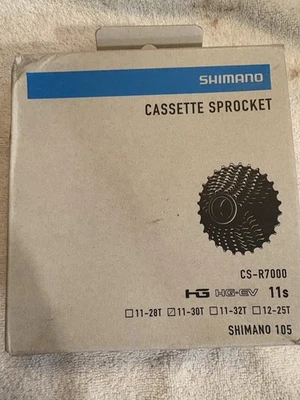 SHIMANO
CASSETTE SPROCKET
CS-R7000
HG HG-EV 11s
☐ 11-28T ☑ 11-30T ☐ 11-32T ☐ 12-25T
SHIMANO 105